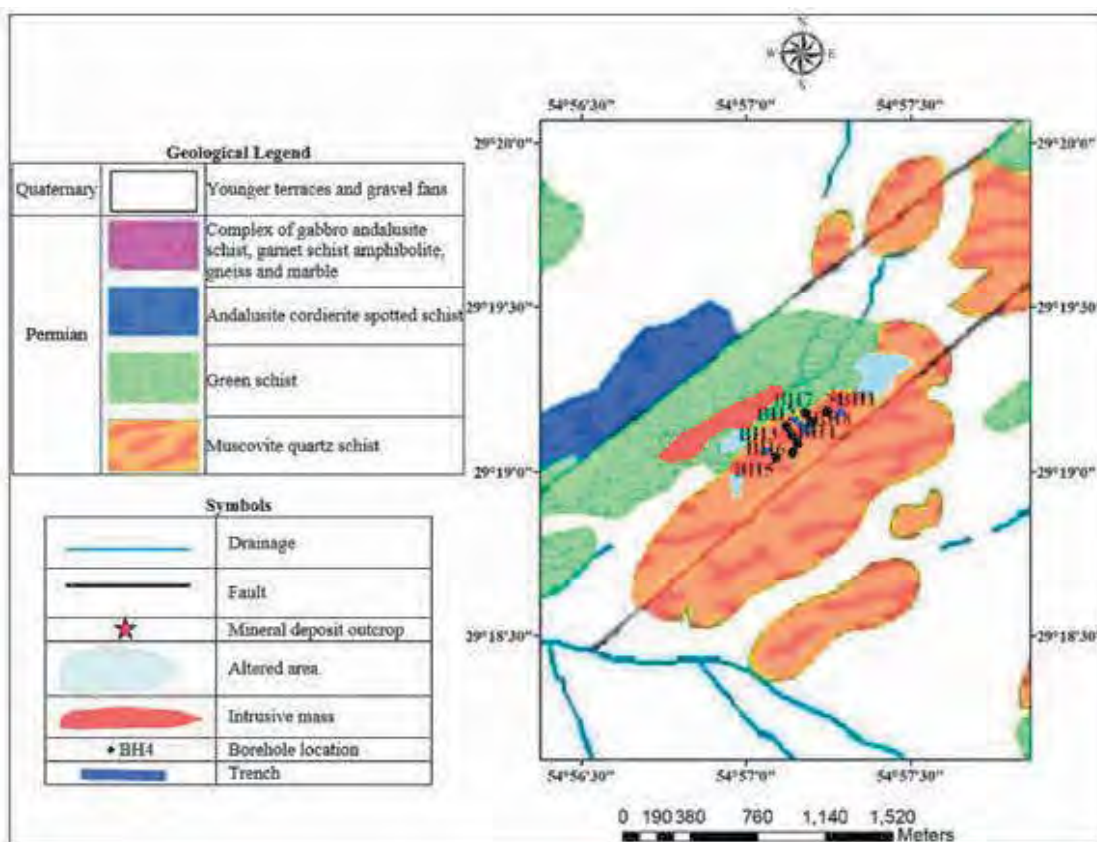 W E
54°56'30" 54°57'0" 54°57'30"
29°20'0" 29°20'0"
29°19'30" 29°19'30"
29°19'0" 29°19'0"
29°18'30" 29°18'30"
54°56'30" 54°57'0" 54°57'30"
Geological Legend
Quaternary Younger terraces and gravel fans
Permian
Complex of gabbro andalusite
schist, garnet schist amphibolite,
gneiss and marble
Andalusite cordierite spotted schist
Green schist
Muscovite quartz schist
Symbols
Drainage
Fault
Mineral deposit outcrop
Altered area
Intrusive mass
BH4 Borehole location
Trench
BH7
BH3
BH6
BH5
0 190 380 760 1,140 1,520
Meters